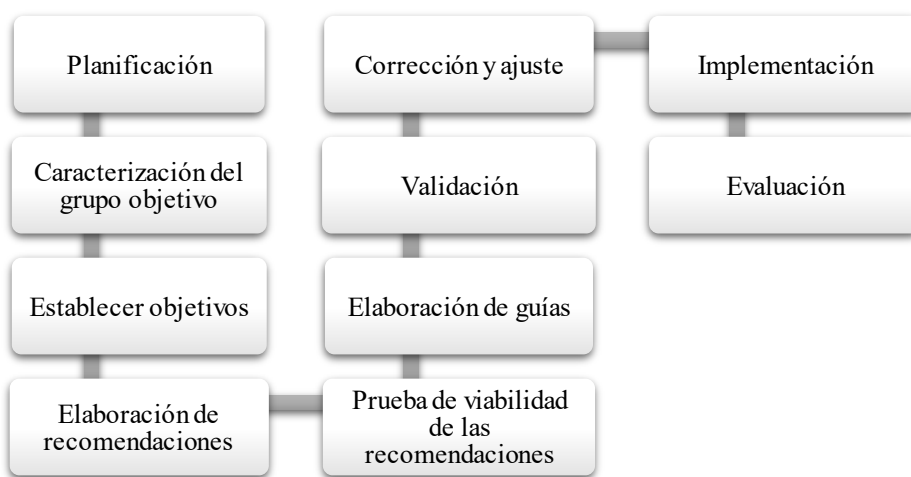 Planificación
Caracterización del
grupo objetivo
Establecer objetivos
Elaboración de
recomendaciones
Prueba de viabilidad
de las
recomendaciones
Elaboración de guías
Validación
Corrección y ajuste
Implementación
Evaluación